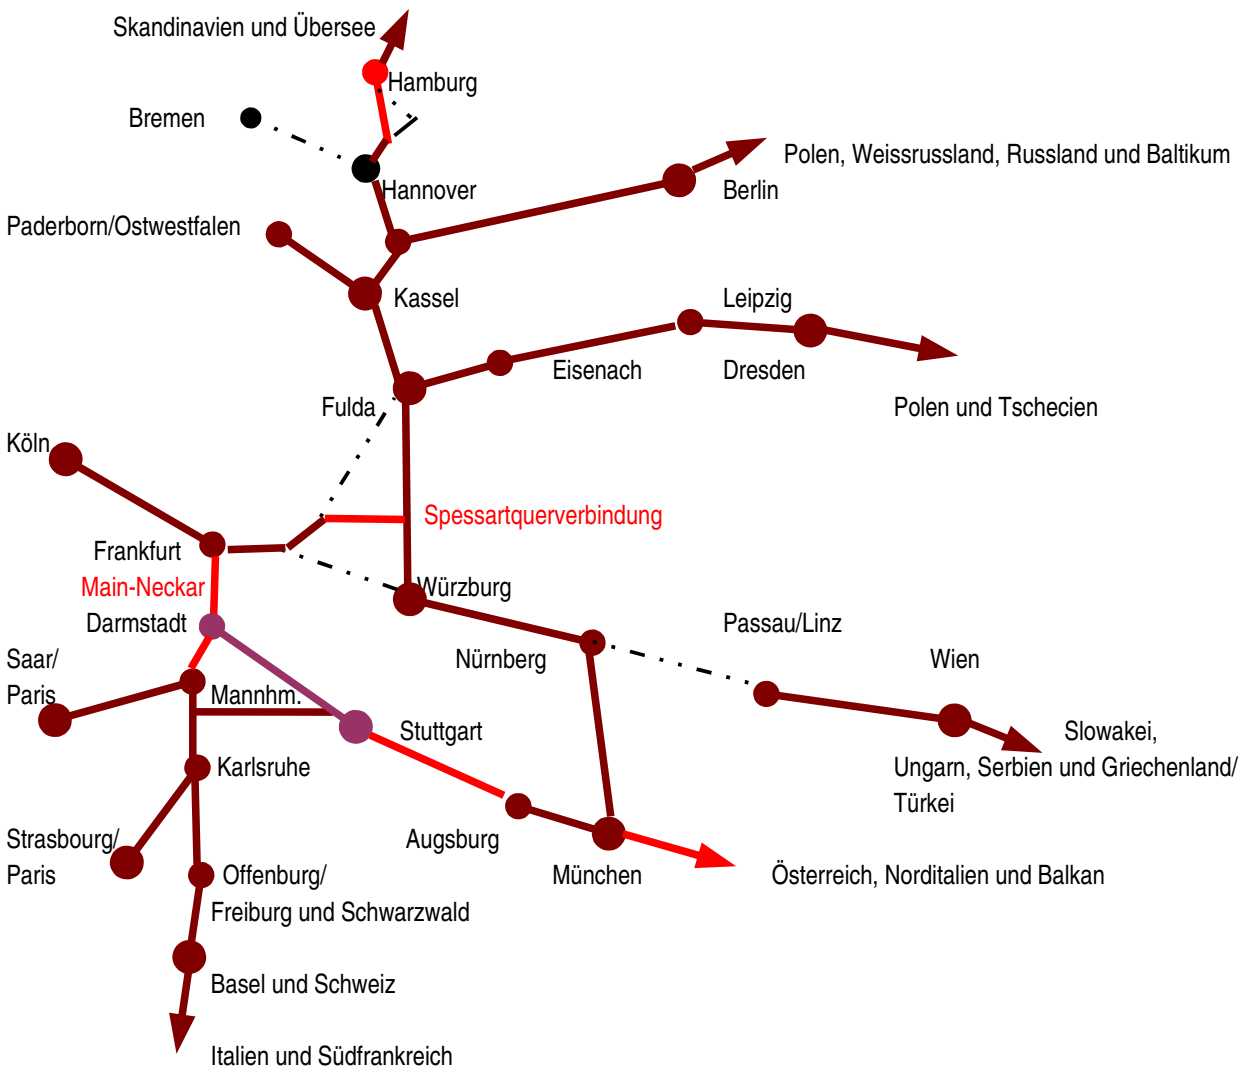 Skandinavien und Übersee
Hamburg
Bremen
Polen, Weissrussland, Russland und Baltikum
Hannover
Berlin
Paderborn/Ostwestfalen
Kassel
Leipzig
Eisenach
Dresden
Fulda
Polen und Tschechien
Köln
Spessartquerverbindung
Frankfurt
Main-Neckar
Würzburg
Darmstadt
Passau/Linz
Saar/
Paris
Nürnberg
Wien
Mannhm.
Stuttgart
Slowakei,
Ungarn, Serbien und Griechenland/
Türkei
Karlsruhe
Strasbourg/
Paris
Augsburg
München
Österreich, Norditalien und Balkan
Offenburg/
Freiburg und Schwarzwald
Basel und Schweiz
Italien und Südfrankreich